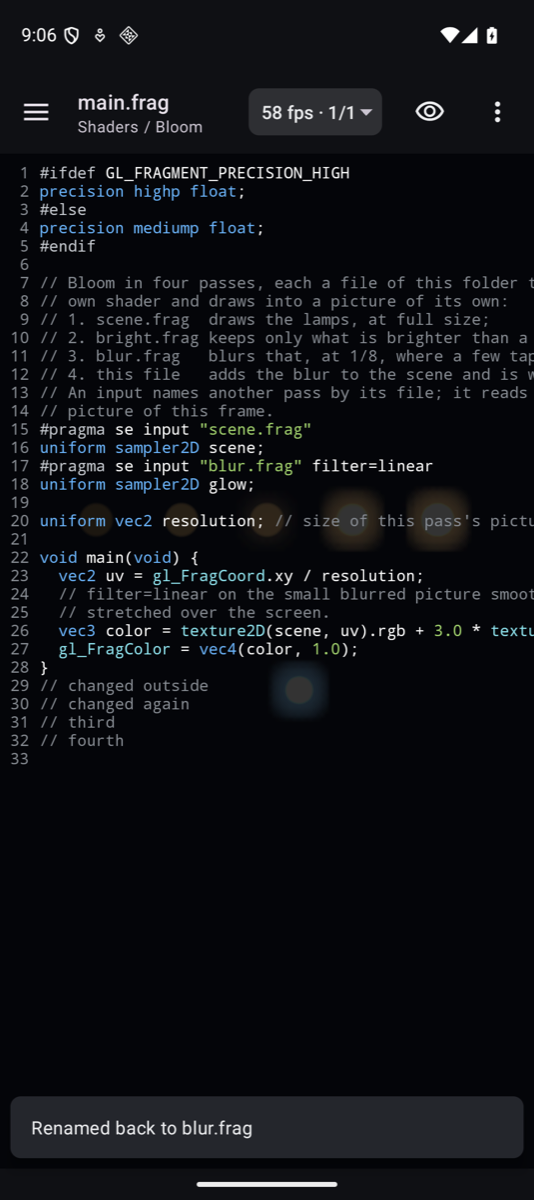 9:06
main.frag
Shaders / Bloom
58 fps · 1/1
1 #ifdef GL_FRAGMENT_PRECISION_HIGH
2 precision highp float;
3 #else
4 precision mediump float;
5 #endif
6
7 // Bloom in four passes, each a file of this folder
8 // own shader and draws into a picture of its own:
9 // 1. scene.frag  draws the lamps, at full size;
10 // 2. bright.frag keeps only what is brighter than a
11 // 3. blur.frag   blurs that, at 1/8, where a few
12 // 4. this file   adds the blur to the scene and is
13 // An input names another pass by its file; it reads
14 // picture of this frame.
15 #pragma se input "scene.frag"
16 uniform sampler2D scene;
17 #pragma se input "blur.frag" filter=linear
18 uniform sampler2D glow;
19
20 uniform vec2 resolution; // size of this pass's
21
22 void main(void) {
23   vec2 uv = gl_FragCoord.xy / resolution;
24   // filter=linear on the small blurred picture
25   // stretched over the screen.
26   vec3 color = texture2D(scene, uv).rgb + 3.0 *
27   gl_FragColor = vec4(color, 1.0);
28 }
29 // changed outside
30 // changed again
31 // third
32 // fourth
33
Renamed back to blur.frag